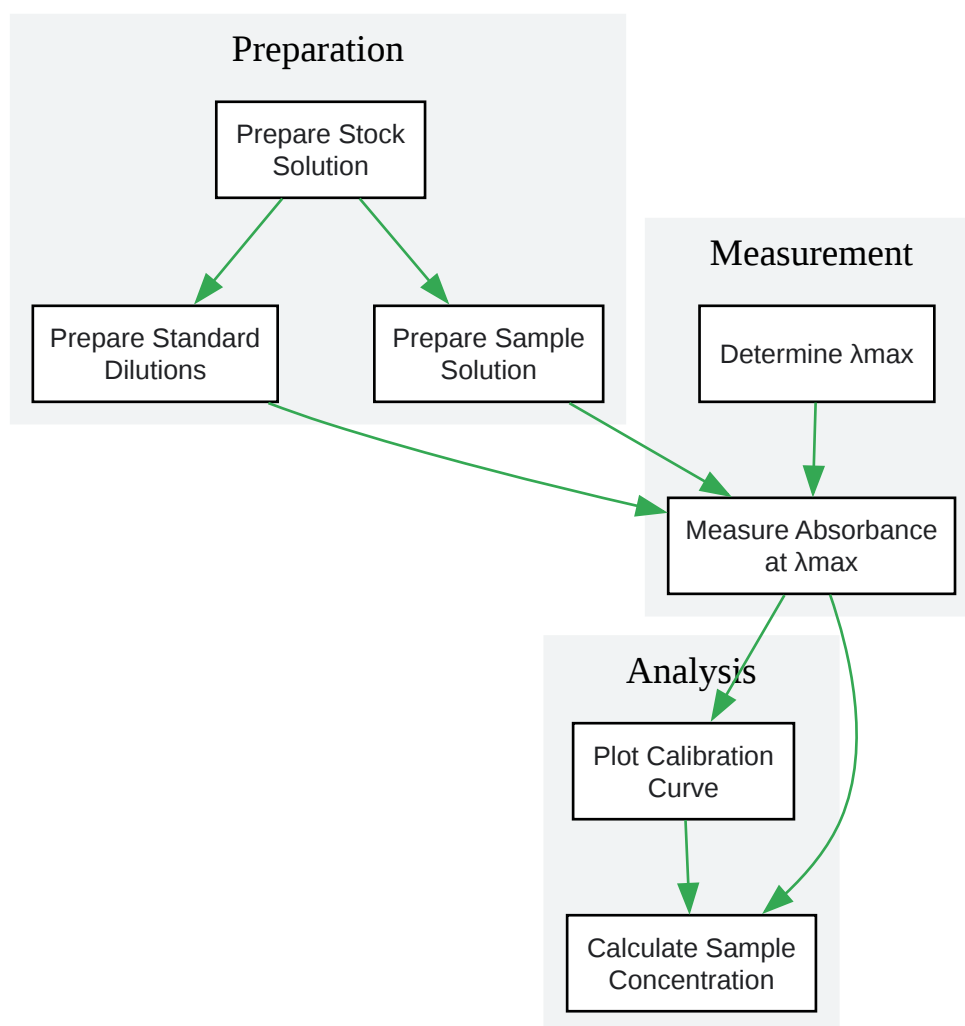 Preparation
Prepare Stock
Solution
Prepare Standard
Dilutions
Prepare Sample
Solution
Measurement
Determine λmax
Measure Absorbance
at λmax
Analysis
Plot Calibration
Curve
Calculate Sample
Concentration